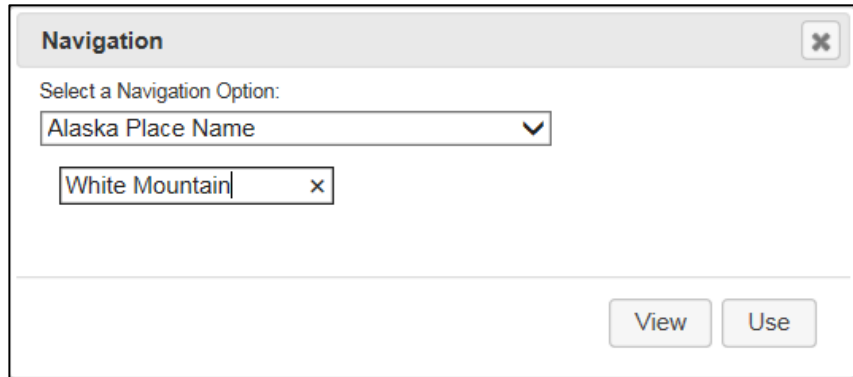 Navigation
Select a Navigation Option:
Alaska Place Name
White Mountain
View Use